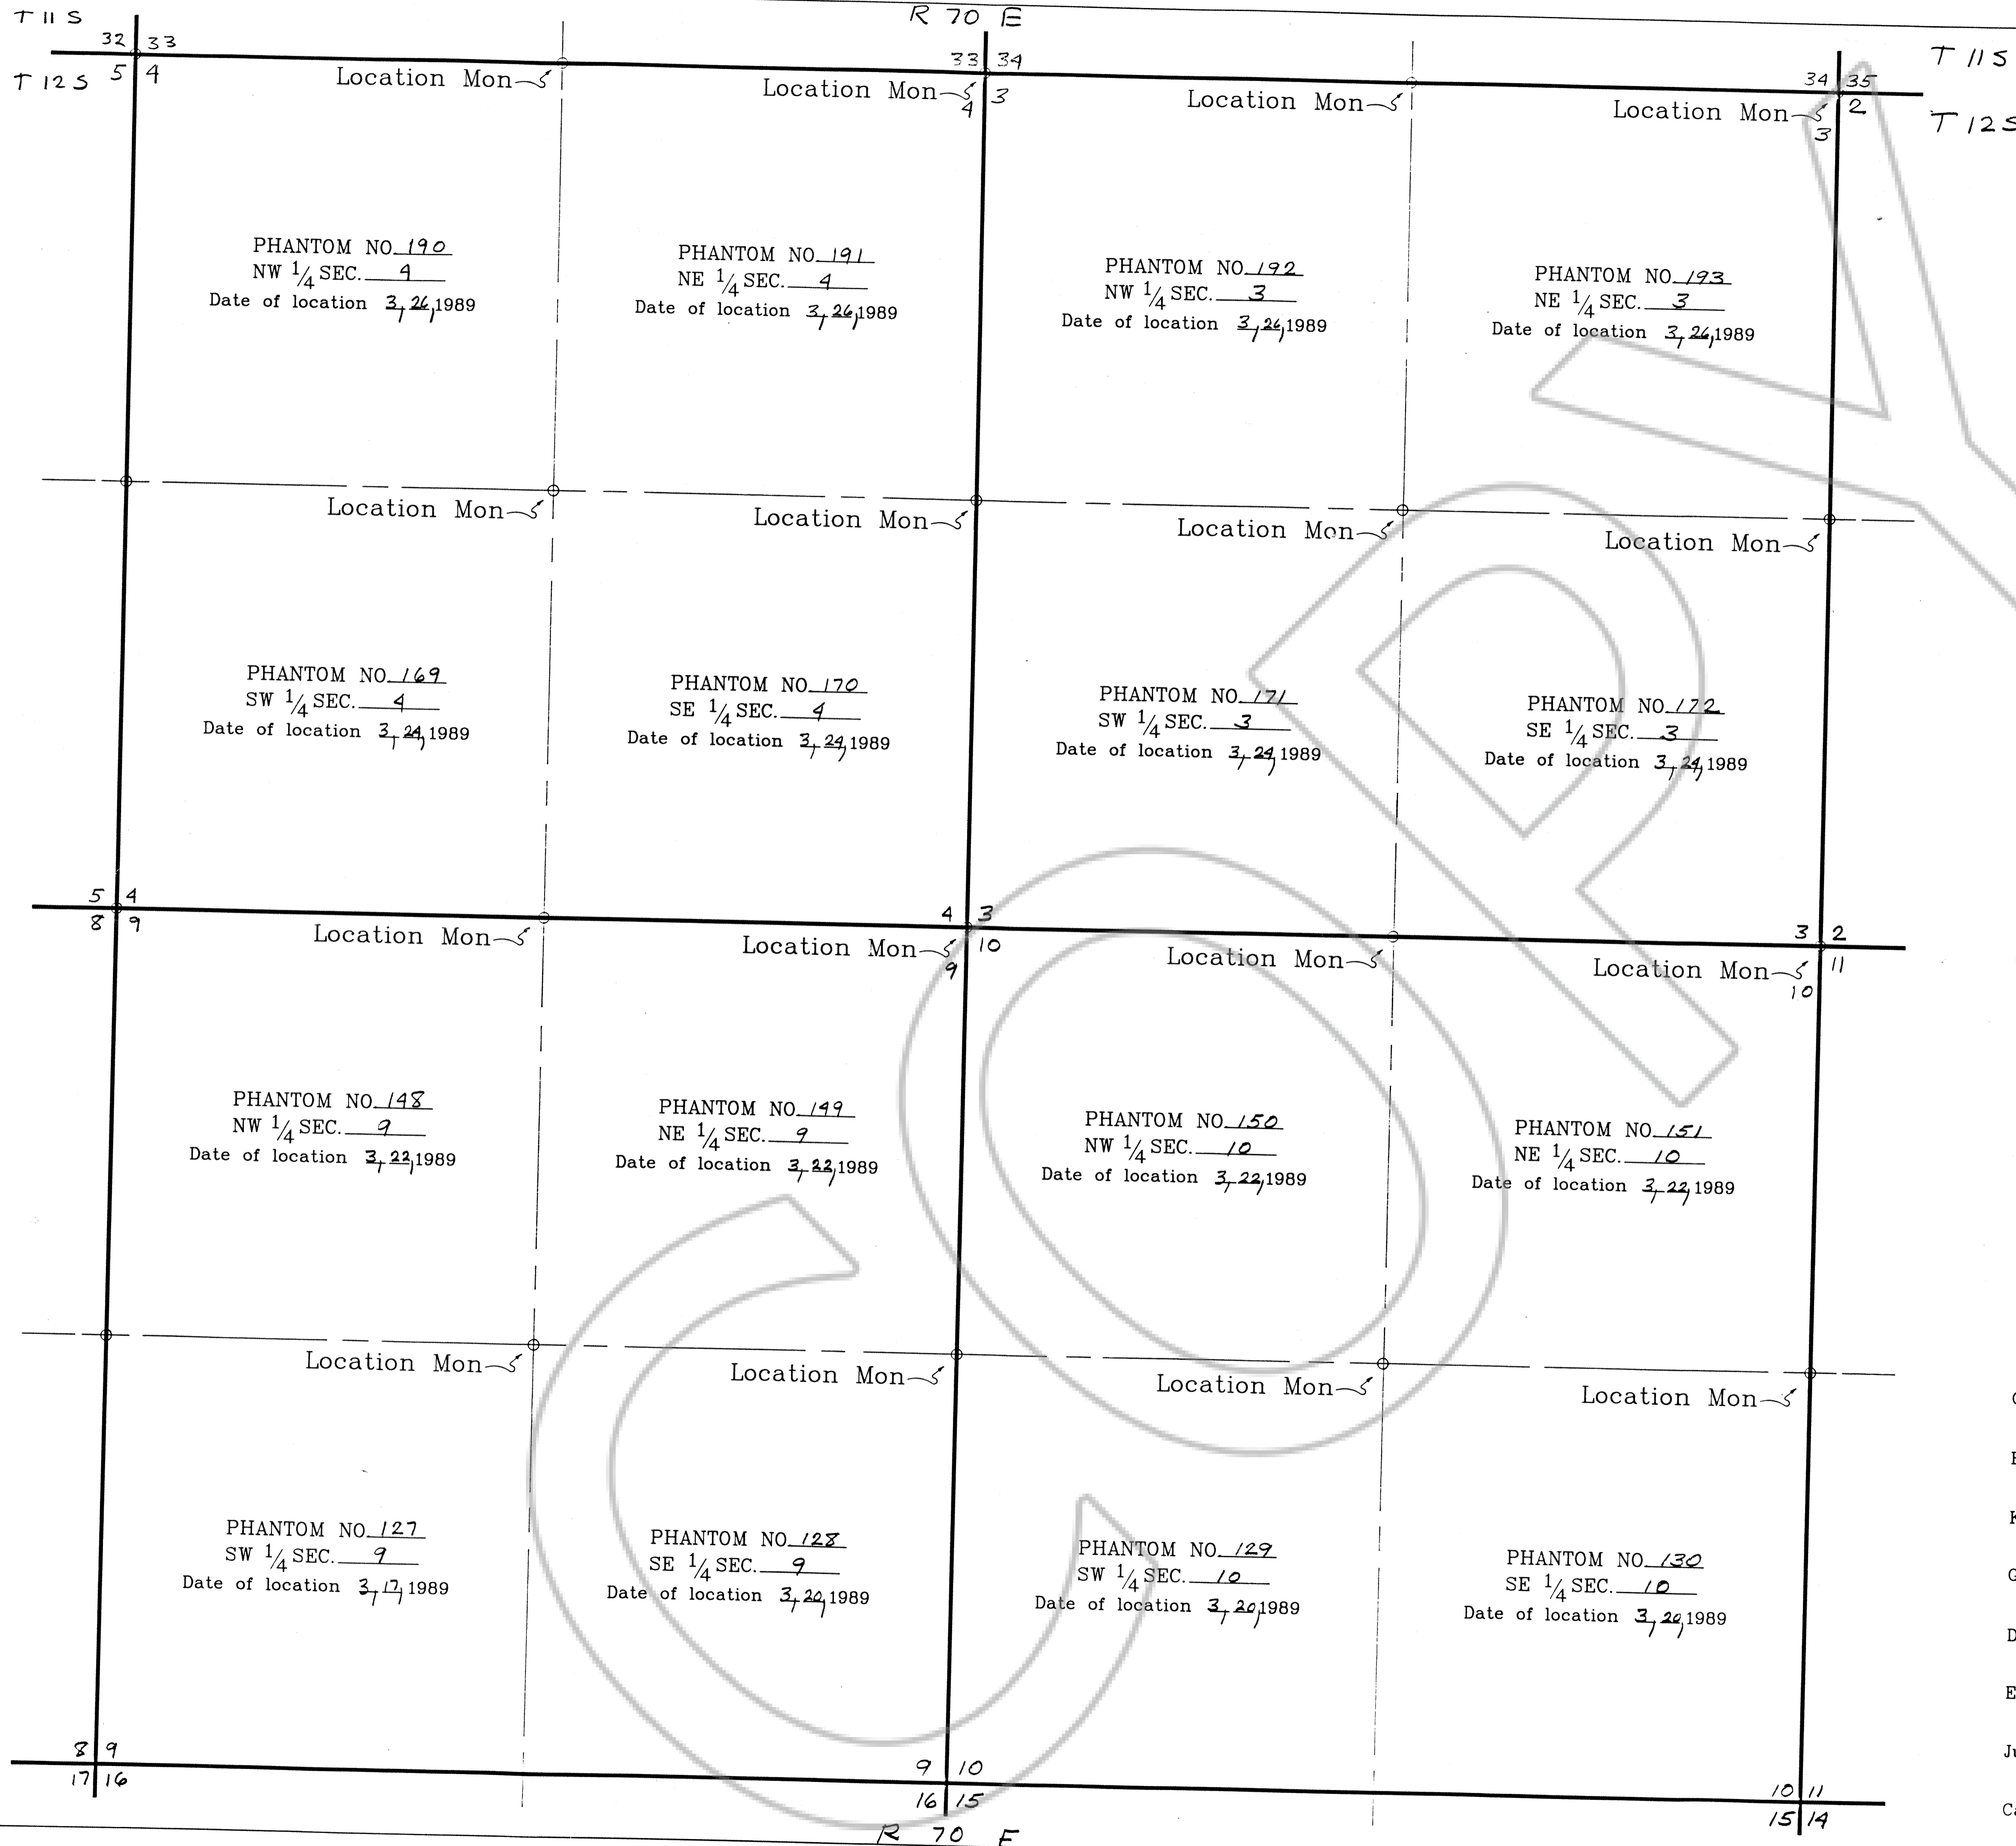 T 11 S
R 70 E
T 11 S
32 33
33 34
34 35
T 12 S
5 4
4 3
3 2
T 12 S
Location Mon
Location Mon
Location Mon
Location Mon
PHANTOM NO. 190
NW 1/4 SEC. 4
Date of location 3, 26, 1989
PHANTOM NO. 191
NE 1/4 SEC. 4
Date of location 3, 26, 1989
PHANTOM NO. 192
NW 1/4 SEC. 3
Date of location 3, 26, 1989
PHANTOM NO. 193
NE 1/4 SEC. 3
Date of location 3, 26, 1989
Location Mon
Location Mon
Location Mon
Location Mon
PHANTOM NO. 169
SW 1/4 SEC. 4
Date of location 3, 24, 1989
PHANTOM NO. 170
SE 1/4 SEC. 4
Date of location 3, 24, 1989
PHANTOM NO. 171
SW 1/4 SEC. 3
Date of location 3, 24, 1989
PHANTOM NO. 172
SE 1/4 SEC. 3
Date of location 3, 24, 1989
5 4
4 3
3 2
8 9
9 10
10 11
Location Mon
Location Mon
Location Mon
Location Mon
PHANTOM NO. 148
NW 1/4 SEC. 9
Date of location 3, 22, 1989
PHANTOM NO. 149
NE 1/4 SEC. 9
Date of location 3, 22, 1989
PHANTOM NO. 150
NW 1/4 SEC. 10
Date of location 3, 22, 1989
PHANTOM NO. 151
NE 1/4 SEC. 10
Date of location 3, 22, 1989
Location Mon
Location Mon
Location Mon
Location Mon
PHANTOM NO. 127
SW 1/4 SEC. 9
Date of location 3, 17, 1989
PHANTOM NO. 128
SE 1/4 SEC. 9
Date of location 3, 20, 1989
PHANTOM NO. 129
SW 1/4 SEC. 10
Date of location 3, 20, 1989
PHANTOM NO. 130
SE 1/4 SEC. 10
Date of location 3, 20, 1989
8 9
9 10
10 11
17 16
16 15
15 14
R 70 E
COPY